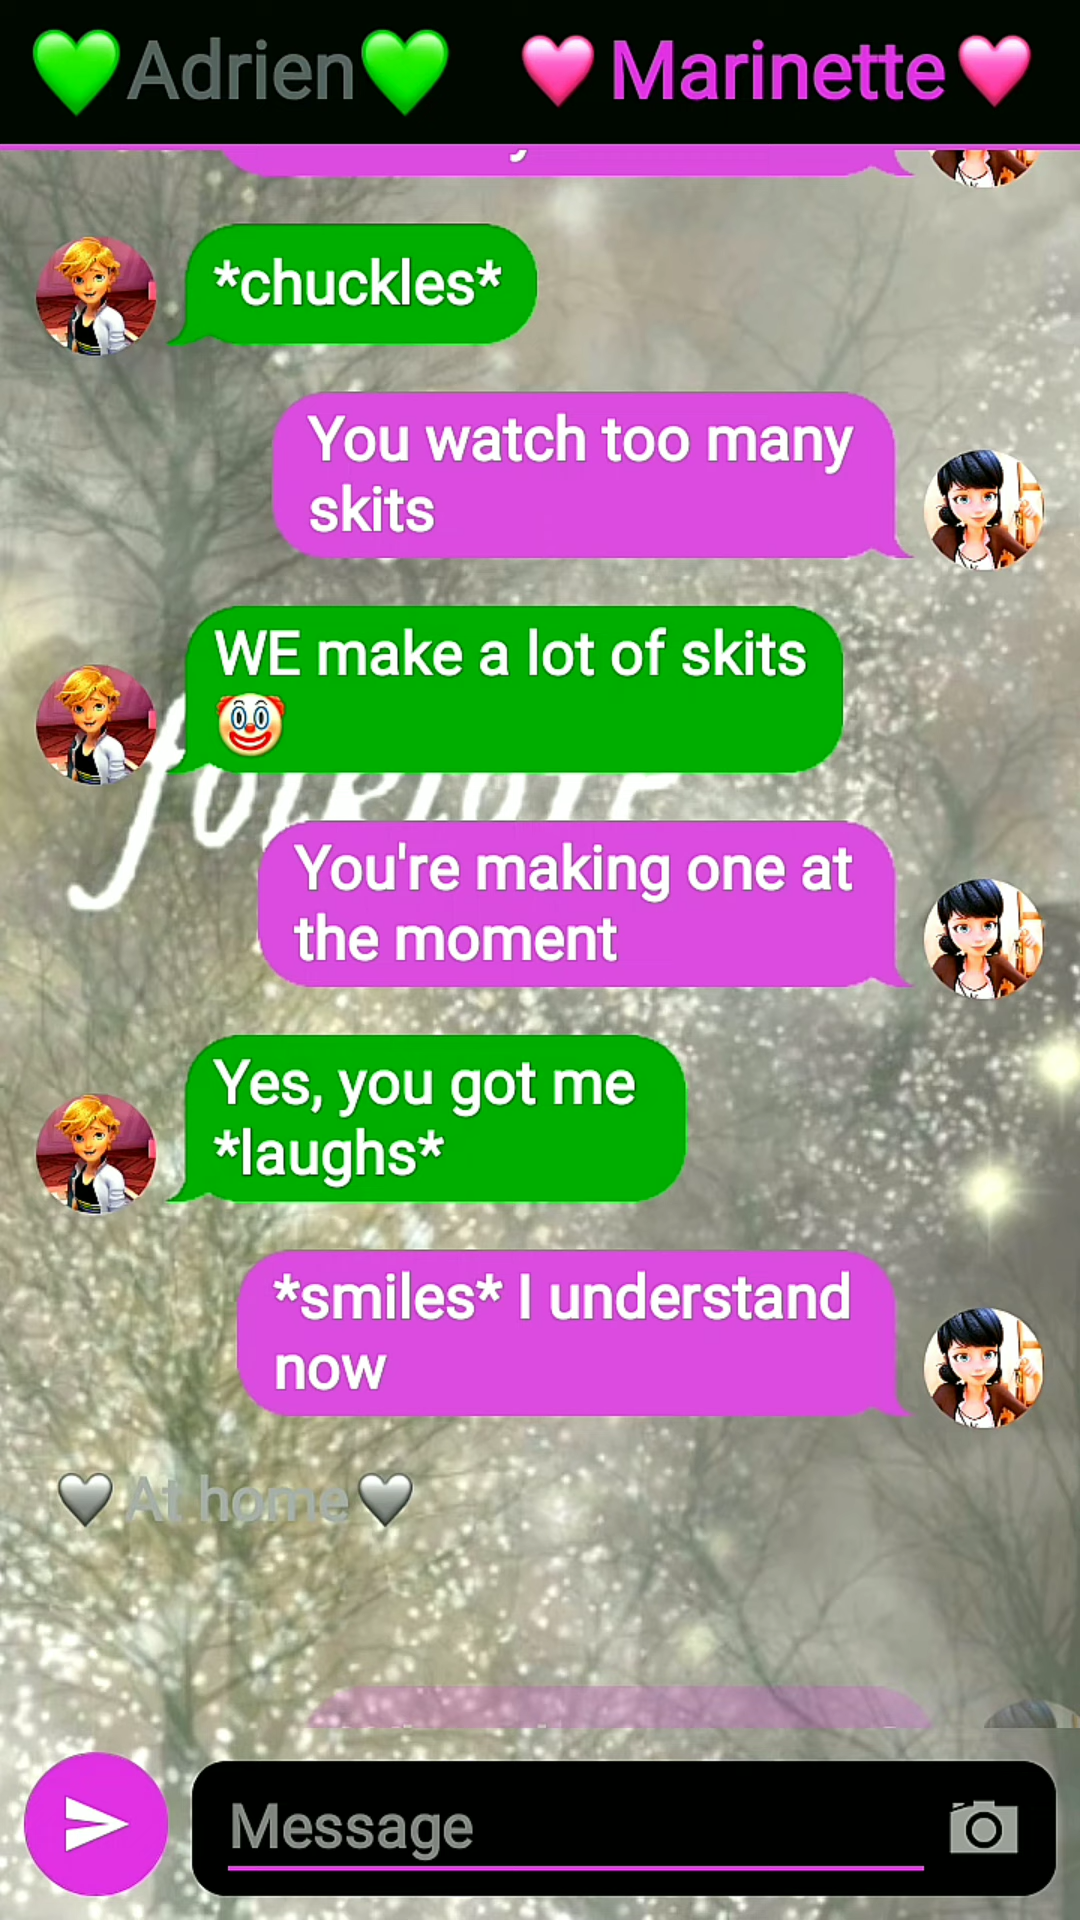 💚Adrien💚 🩷Marinette🩷
*chuckles*
You watch too many
skits
WE make a lot of skits
🤡
folklore
You're making one at
the moment
Yes, you got me
*laughs*
*smiles* I understand
now
🩶At home🩶
Message